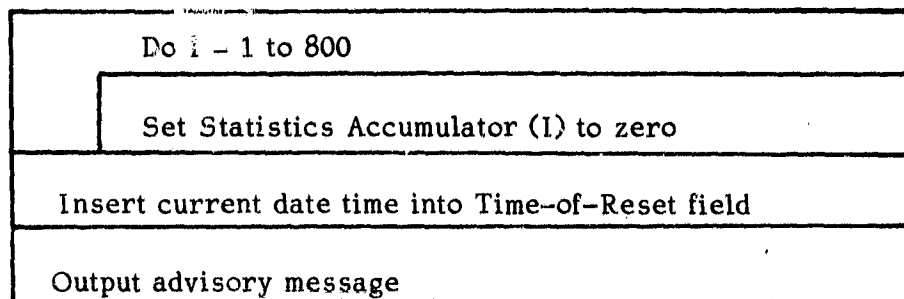 Do I - 1 to 800
Set Statistics Accumulator (I) to zero
Insert current date time into Time-of-Reset field
Output advisory message